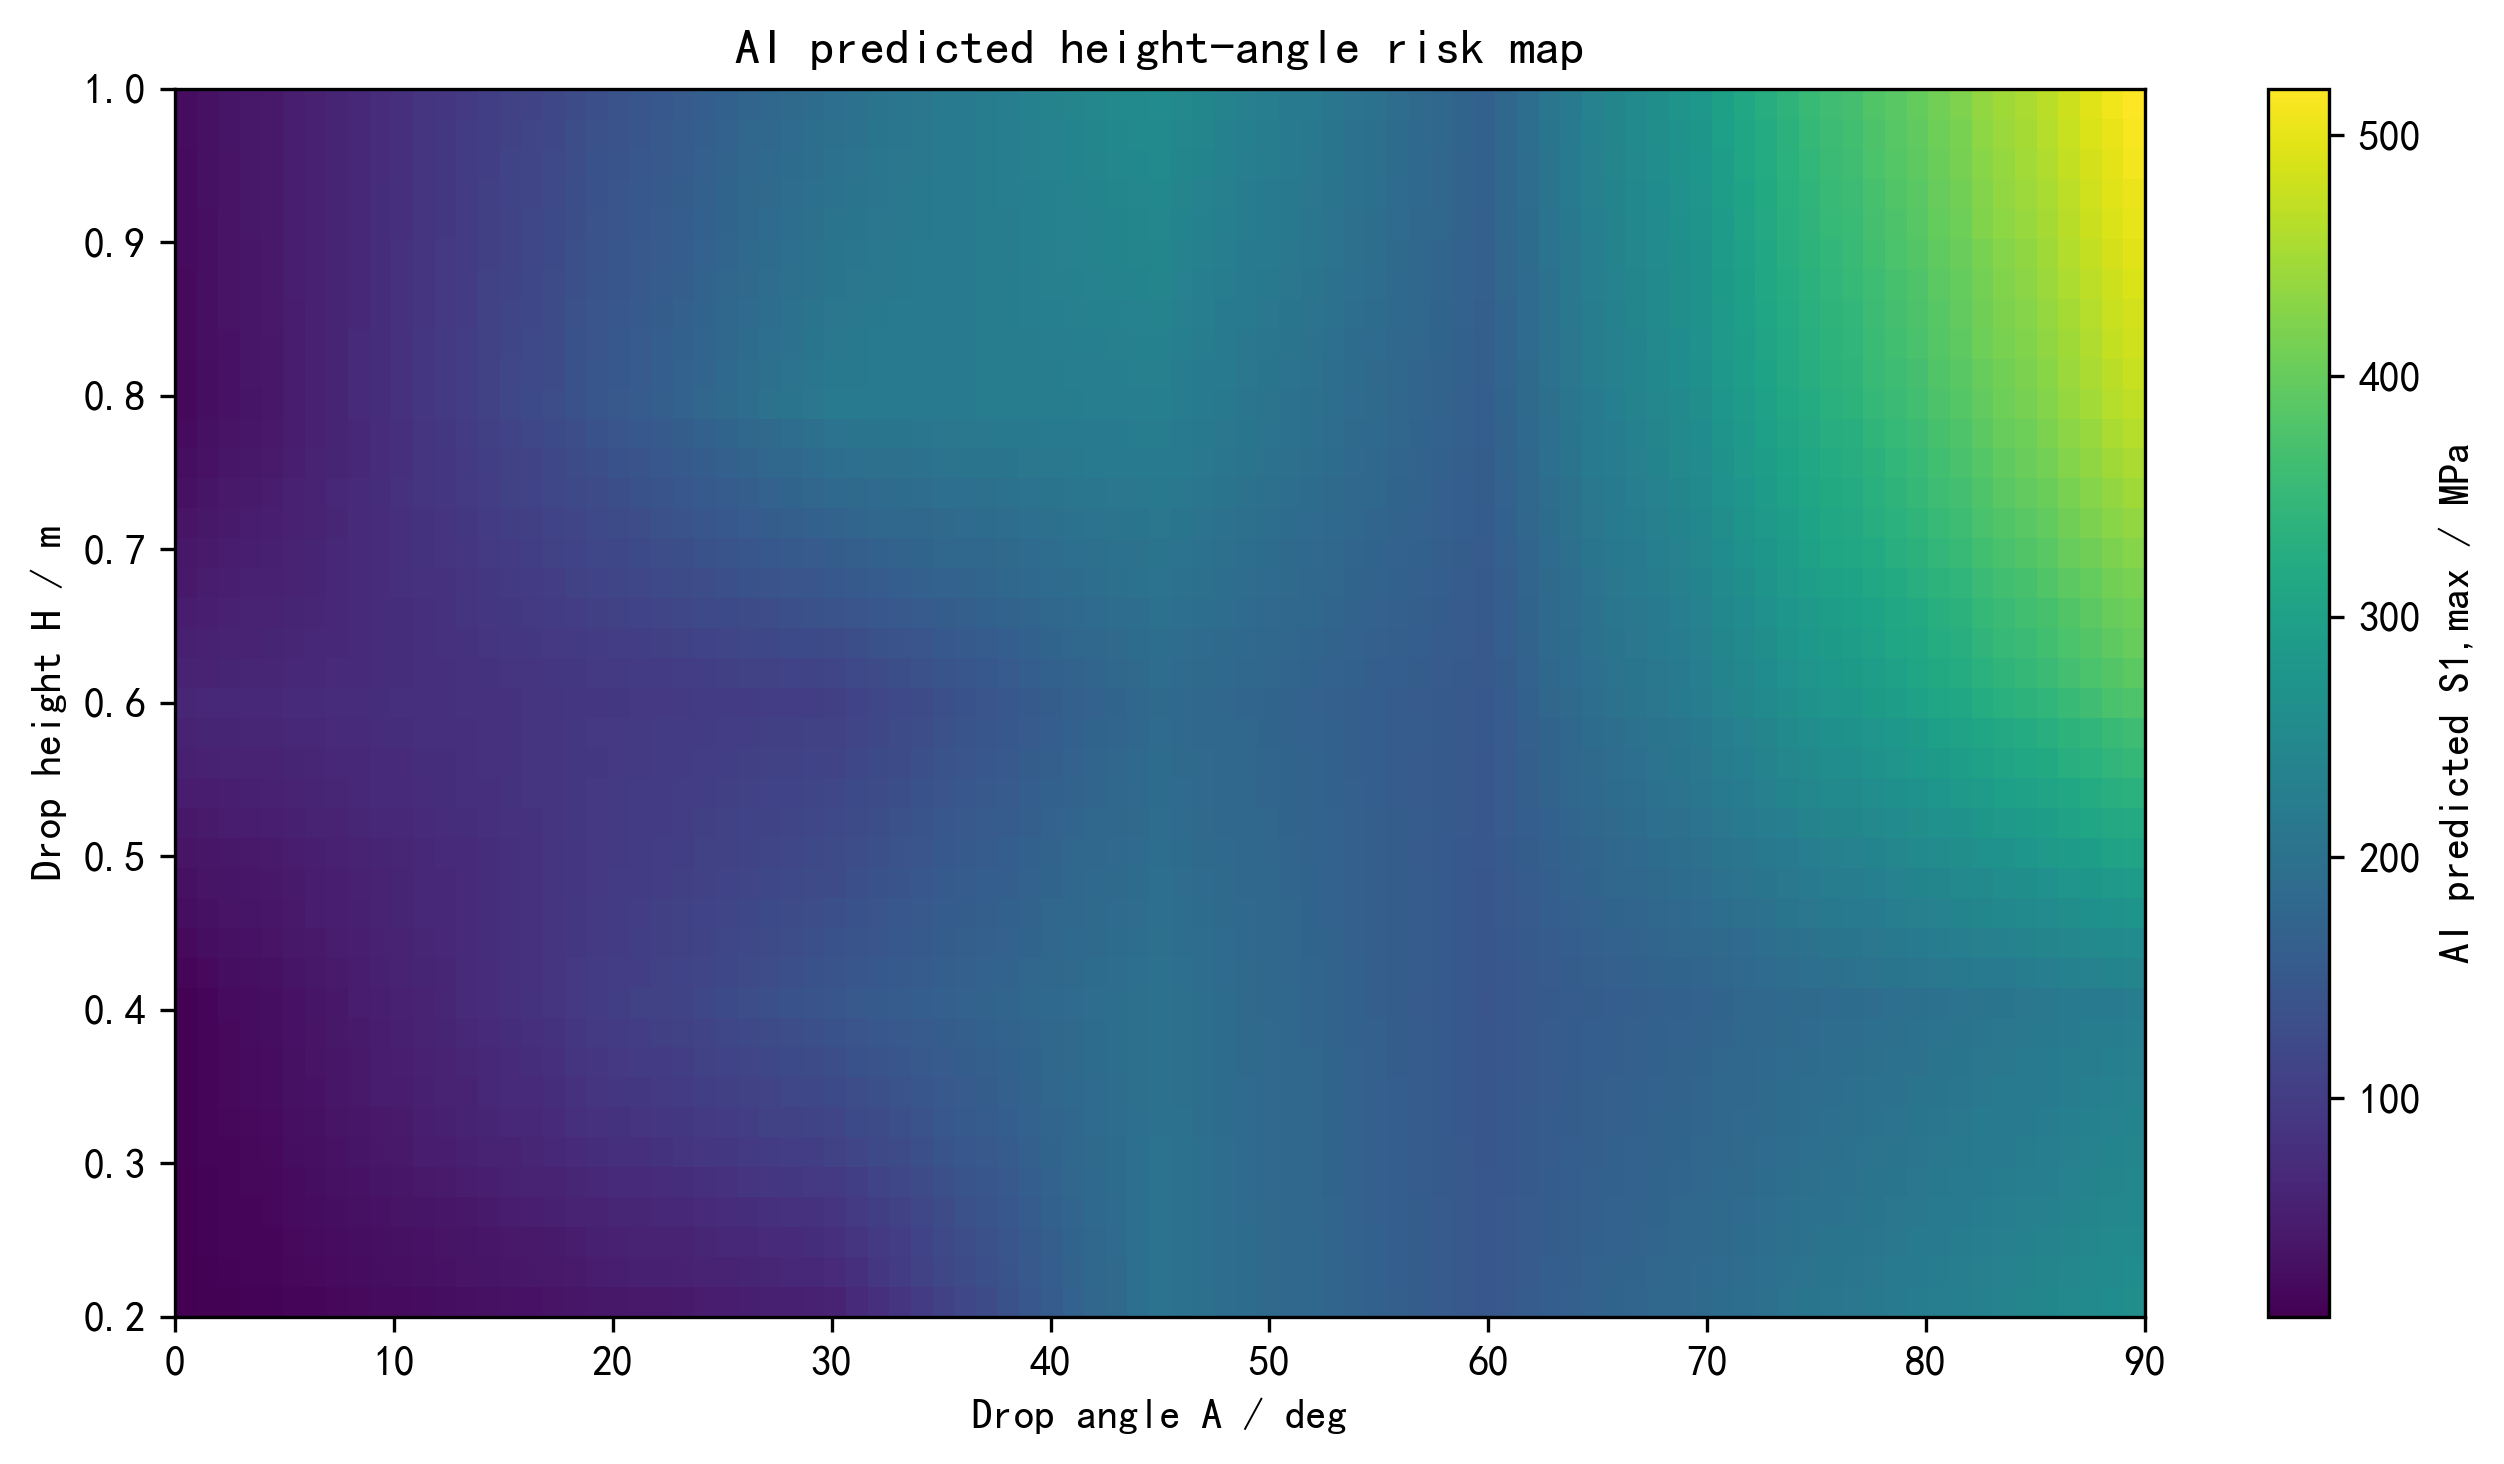 AI predicted height-angle risk map
1.0
0.9
0.8
0.7
0.6
0.5
0.4
0.3
0.2
Drop height H / m
0 10 20 30 40 50 60 70 80 90
Drop angle A / deg
500
400
300
200
100
AI predicted S1,max / MPa